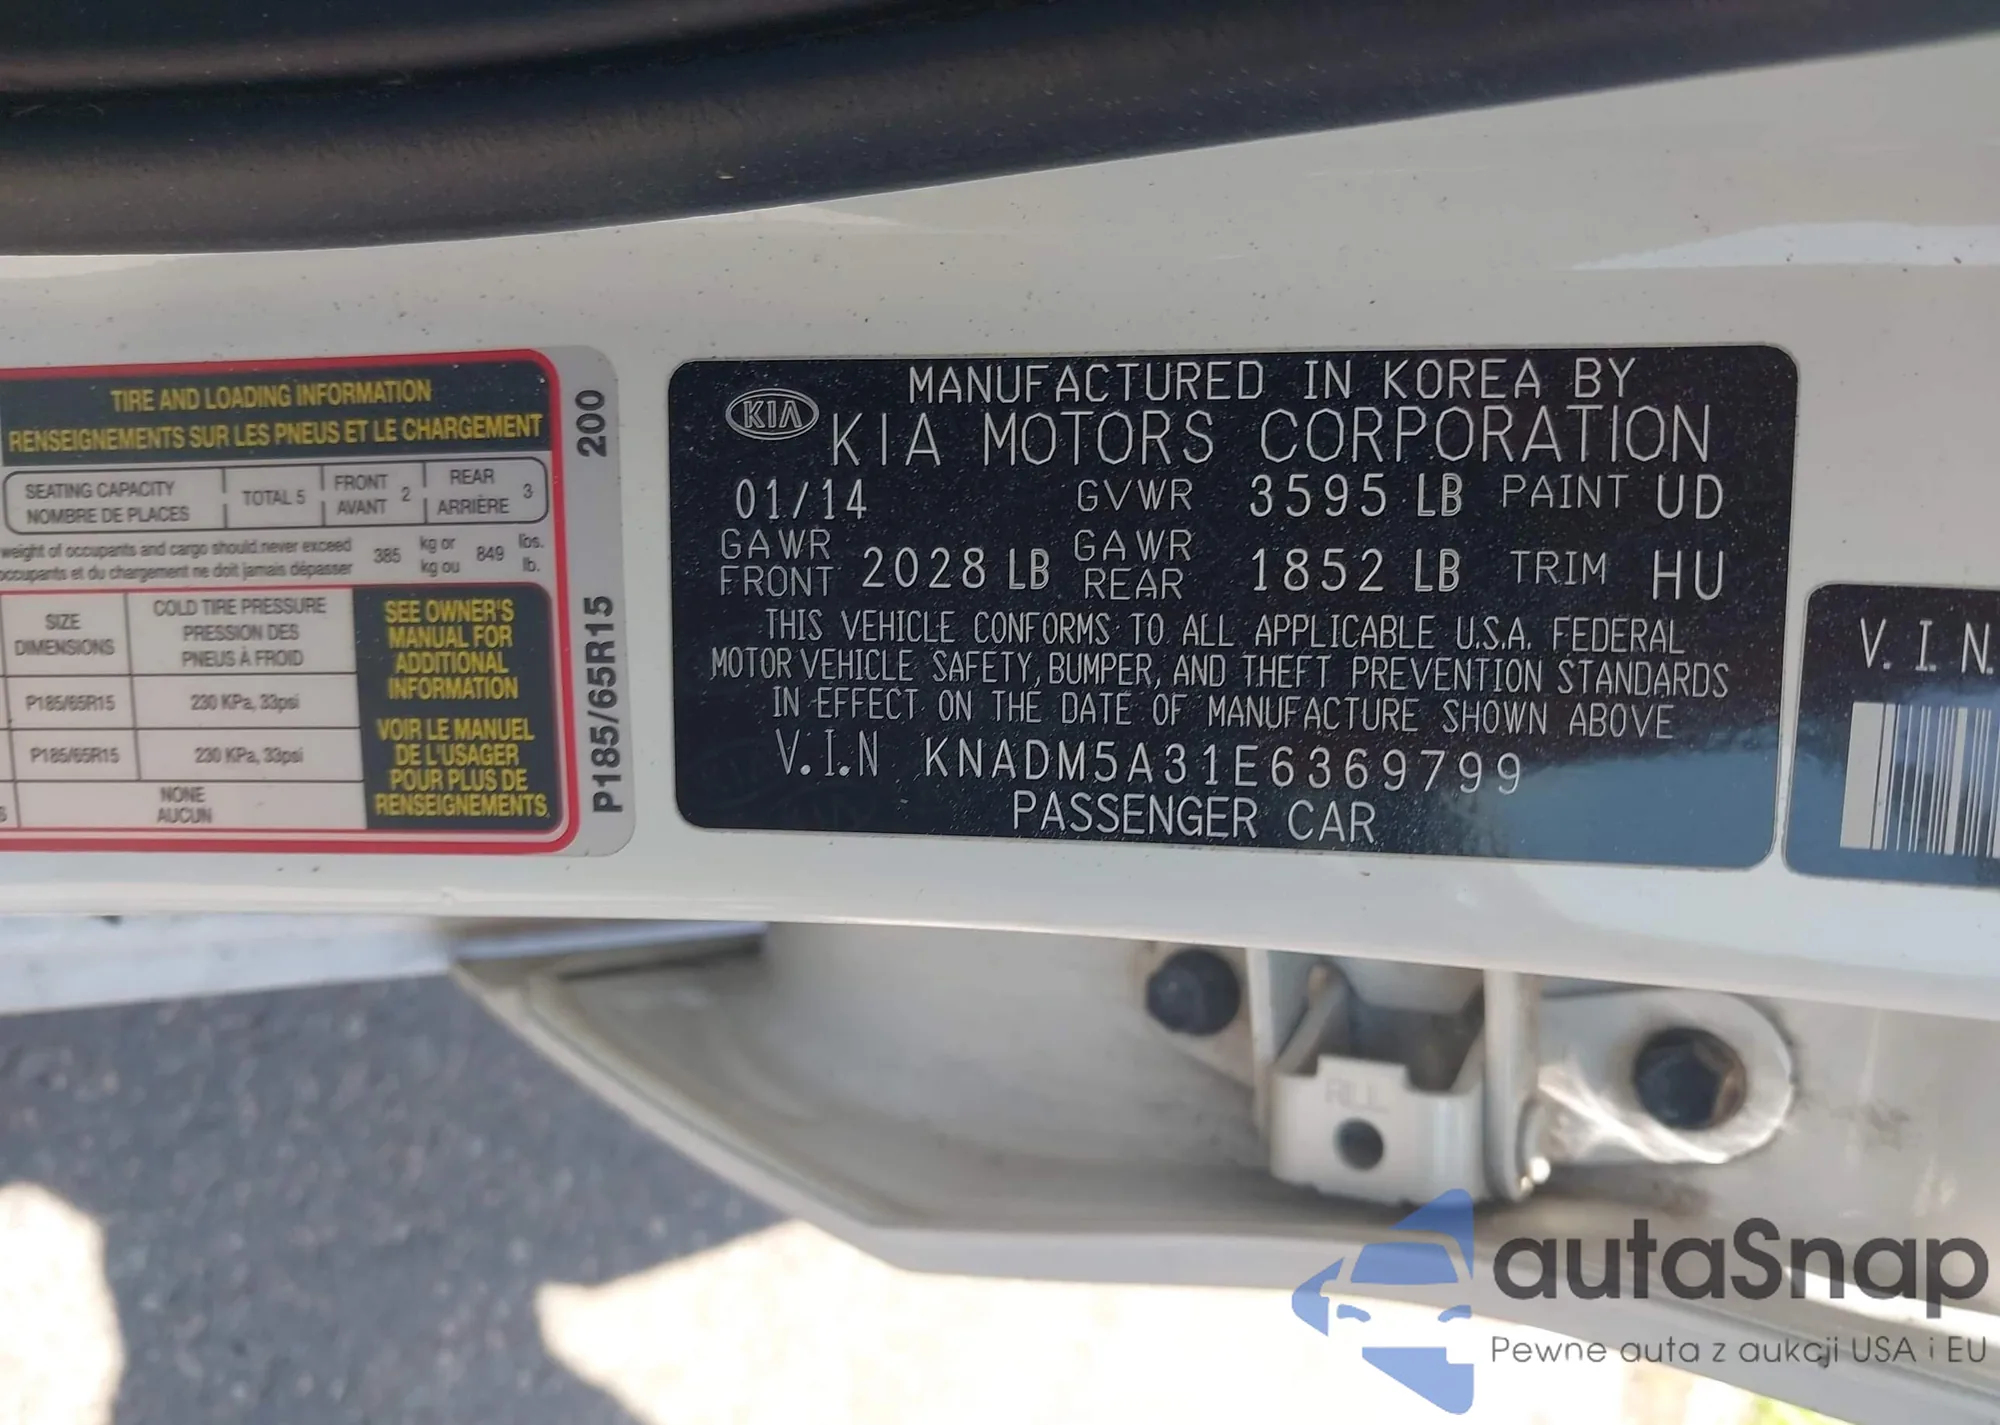 TIRE AND LOADING INFORMATION
RENSEIGNEMENTS SUR LES PNEUS ET LE CHARGEMENT
SEATING CAPACITY
NOMBRE DE PLACES
TOTAL 5
FRONT
AVANT
2
REAR
ARRIÈRE
3
weight of occupants and cargo should never exceed
occupants et du chargement ne doit jamais dépasser
385
kg or
kg ou
849
lbs.
lb.
SIZE
DIMENSIONS
COLD TIRE PRESSURE
PRESSION DES
PNEUS À FROID
P185/65R15
230 KPa, 33psi
P185/65R15
230 KPa, 33psi
NONE
AUCUN
SEE OWNER'S
MANUAL FOR
ADDITIONAL
INFORMATION
VOIR LE MANUEL
DE L'USAGER
POUR PLUS DE
RENSEIGNEMENTS.
P185/65R15 200
KIA
MANUFACTURED IN KOREA BY
KIA MOTORS CORPORATION
01/14 GVWR 3595 LB PAINT UD
GAWR FRONT 2028 LB GAWR REAR 1852 LB TRIM HU
THIS VEHICLE CONFORMS TO ALL APPLICABLE U.S.A. FEDERAL
MOTOR VEHICLE SAFETY, BUMPER, AND THEFT PREVENTION STANDARDS
IN EFFECT ON THE DATE OF MANUFACTURE SHOWN ABOVE
V.I.N KNADM5A31E6369799
PASSENGER CAR
V.I.N.
RLL
autaSnap
Pewne auta z aukcji USA i EU